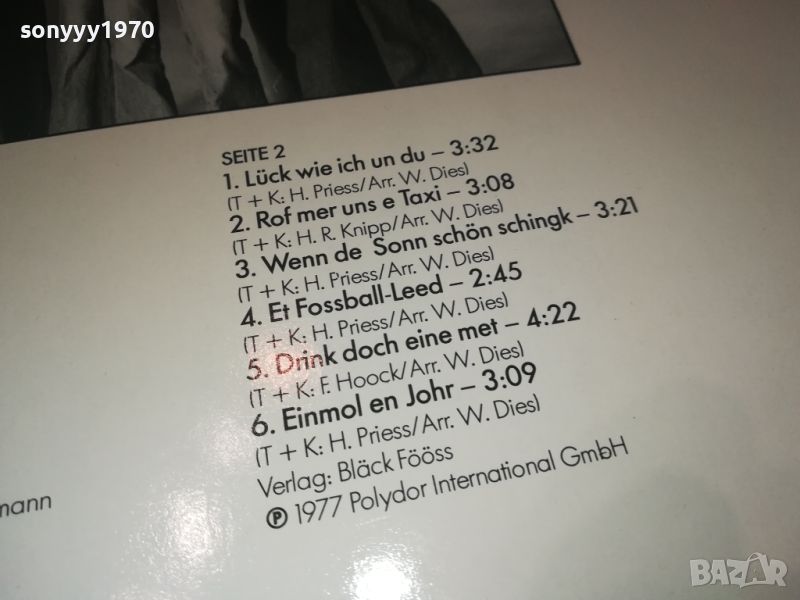 sonyyy1970
SEITE 2
1. Lück wie ich un du – 3:32
(T + K: H. Priess/Arr. W. Dies)
2. Rof mer uns e Taxi – 3:08
(T + K: H. R. Knipp/Arr. W. Dies)
3. Wenn de Sonn schön schingk – 3:21
(T + K: H. Priess/Arr. W. Dies)
4. Et Fossball-Leed – 2:45
(T + K: H. Priess/Arr. W. Dies)
5. Drink doch eine met – 4:22
(T + K: F. Hoock/Arr. W. Dies)
6. Einmol en Johr – 3:09
(T + K: H. Priess/Arr. W. Dies)
Verlag: Bläck Fööss
℗ 1977 Polydor International GmbH
mann
BAZAR